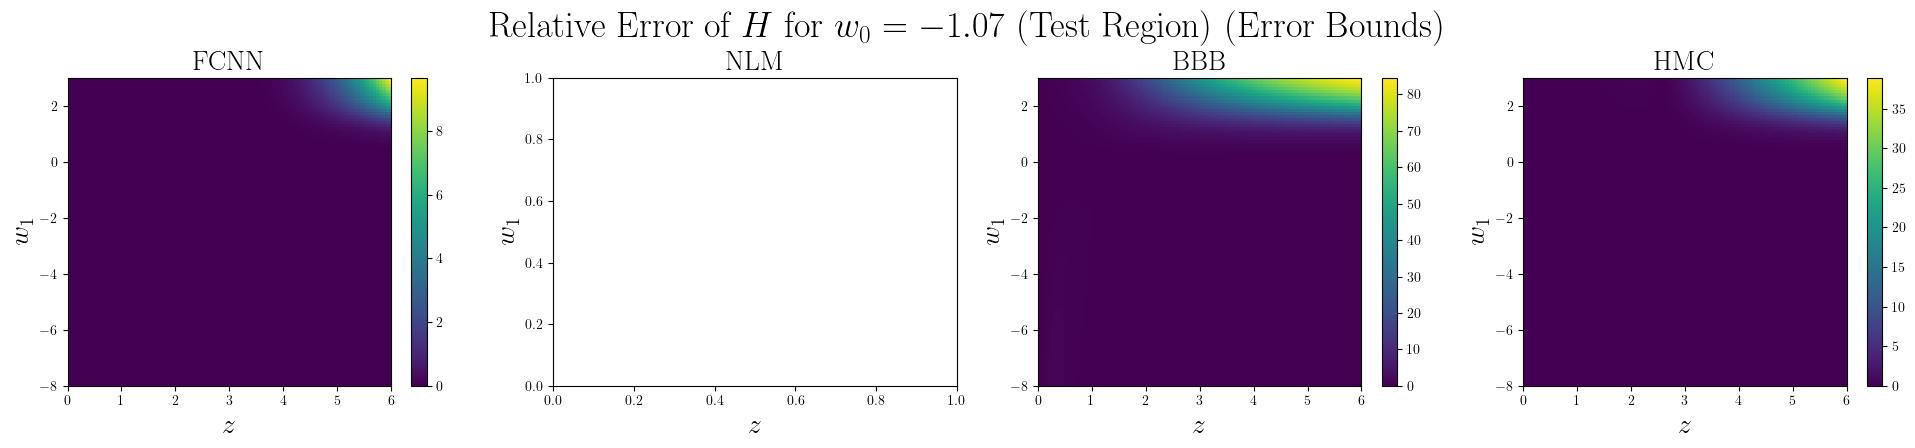 Relative Error of H for w₀ = −1.07 (Test Region) (Error Bounds)
FCNN
2
0
−2
−4
−6
−8
0 1 2 3 4 5 6
w₁
z
8
6
4
2
0
NLM
1.0
0.8
0.6
0.4
0.2
0.0
0.0 0.2 0.4 0.6 0.8 1.0
w₁
z
BBB
2
0
−2
−4
−6
−8
0 1 2 3 4 5 6
w₁
z
80
70
60
50
40
30
20
10
0
HMC
2
0
−2
−4
−6
−8
0 1 2 3 4 5 6
w₁
z
35
30
25
20
15
10
5
0